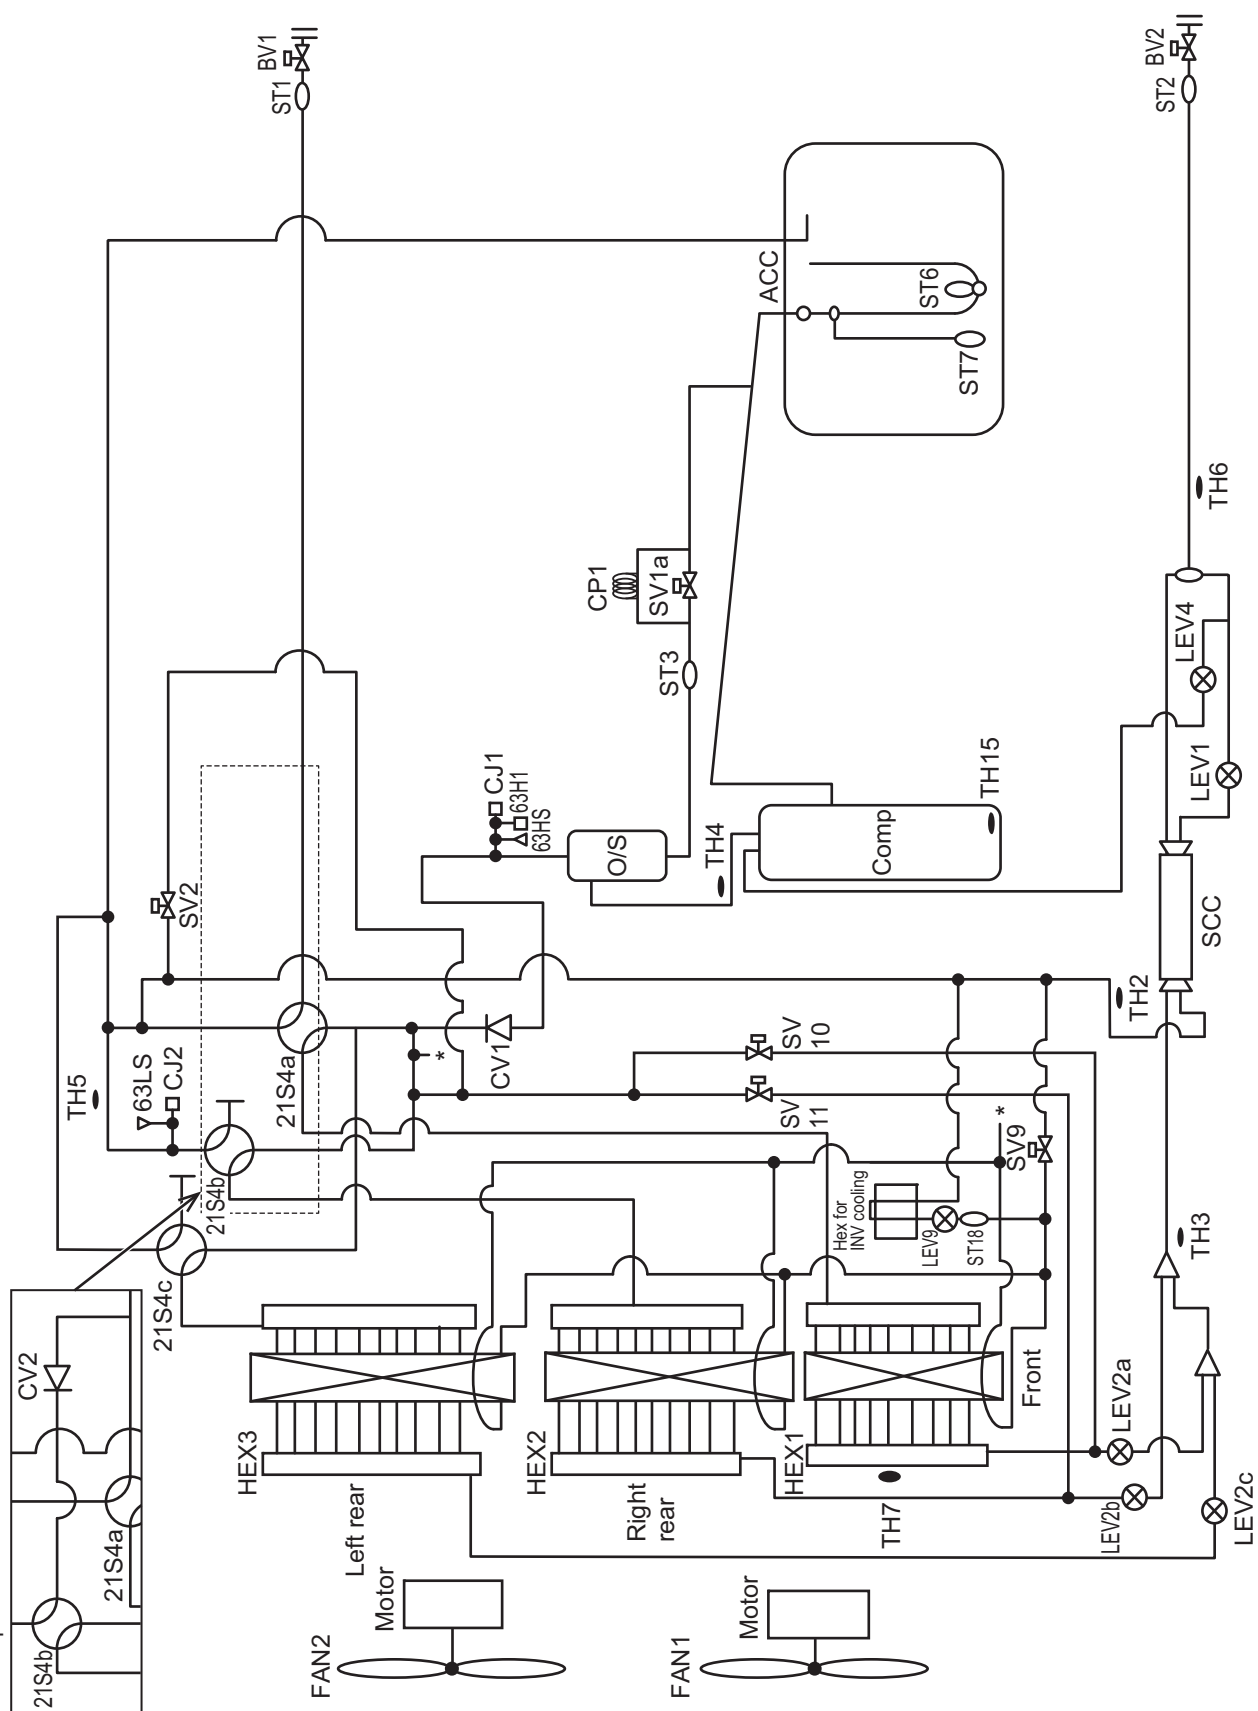 BV1
ST1
BV2
ST2
ACC
ST6
ST7
TH6
CP1
SV1a
ST3
LEV4
LEV1
CJ1
63H1
63HS
O/S
TH4
Comp
TH15
SV2
SCC
TH2
TH5
63LS
CJ2
21S4a
*
CV1
SV
10
SV
11
*
SV9
21S4b
Hex for
INV cooling
LEV9
ST18
TH3
21S4c
CV2
21S4a
21S4b
HEX3
Left rear
HEX2
Right
rear
HEX1
Front
TH7
LEV2a
LEV2b
LEV2c
FAN2
Motor
FAN1
Motor